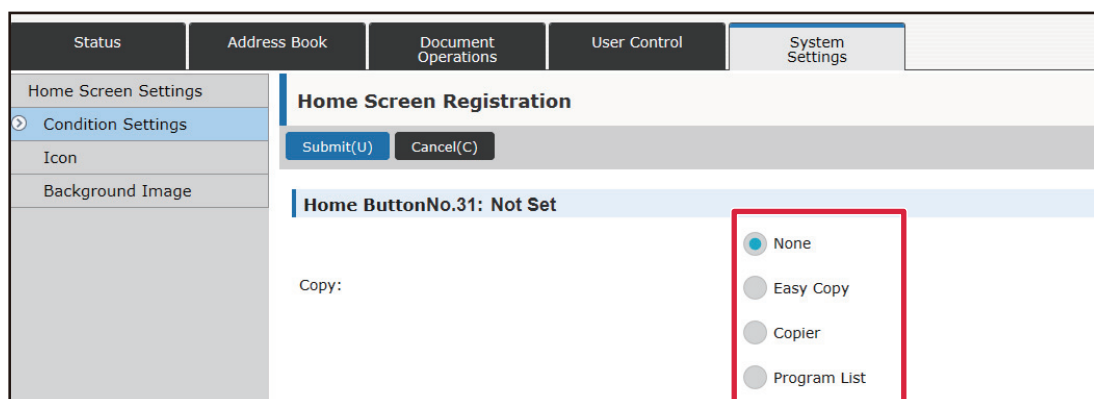 Status
Address Book
Document
Operations
User Control
System
Settings
Home Screen Settings
Condition Settings
Icon
Background Image
Home Screen Registration
Submit(U)
Cancel(C)
Home ButtonNo.31: Not Set
Copy:
None
Easy Copy
Copier
Program List